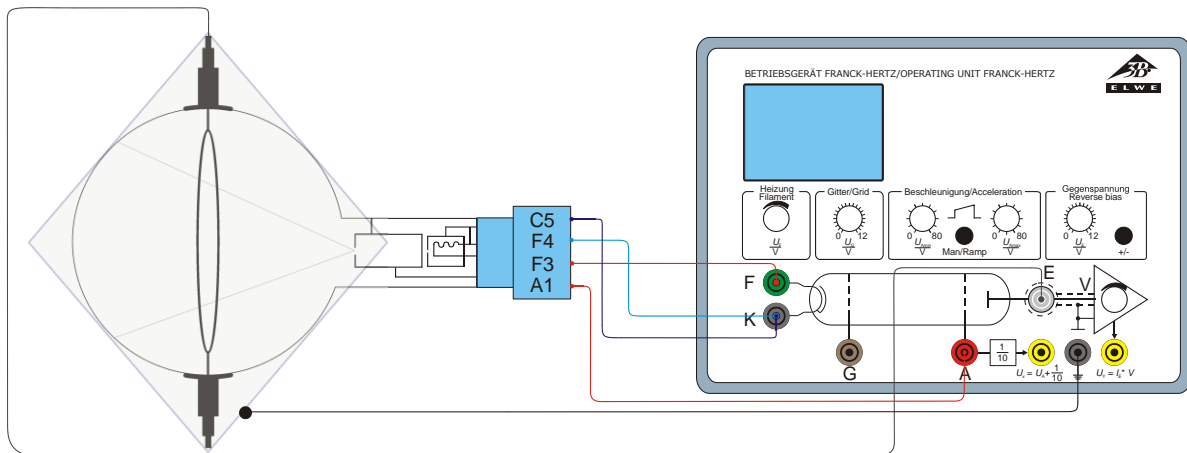 BETRIEBSGERÄT FRANCK-HERTZ/OPERATING UNIT FRANCK-HERTZ
3B
ELWE
Heizung
Filament
Gitter/Grid
Beschleunigung/Acceleration
Gegenspannung
Reverse bias
0 12
0 80
0 80
0 12
V
V
V
V
V
Man/Ramp
+/-
C5
F4
F3
A1
F
K
G
A
E
V
1
10
1
10